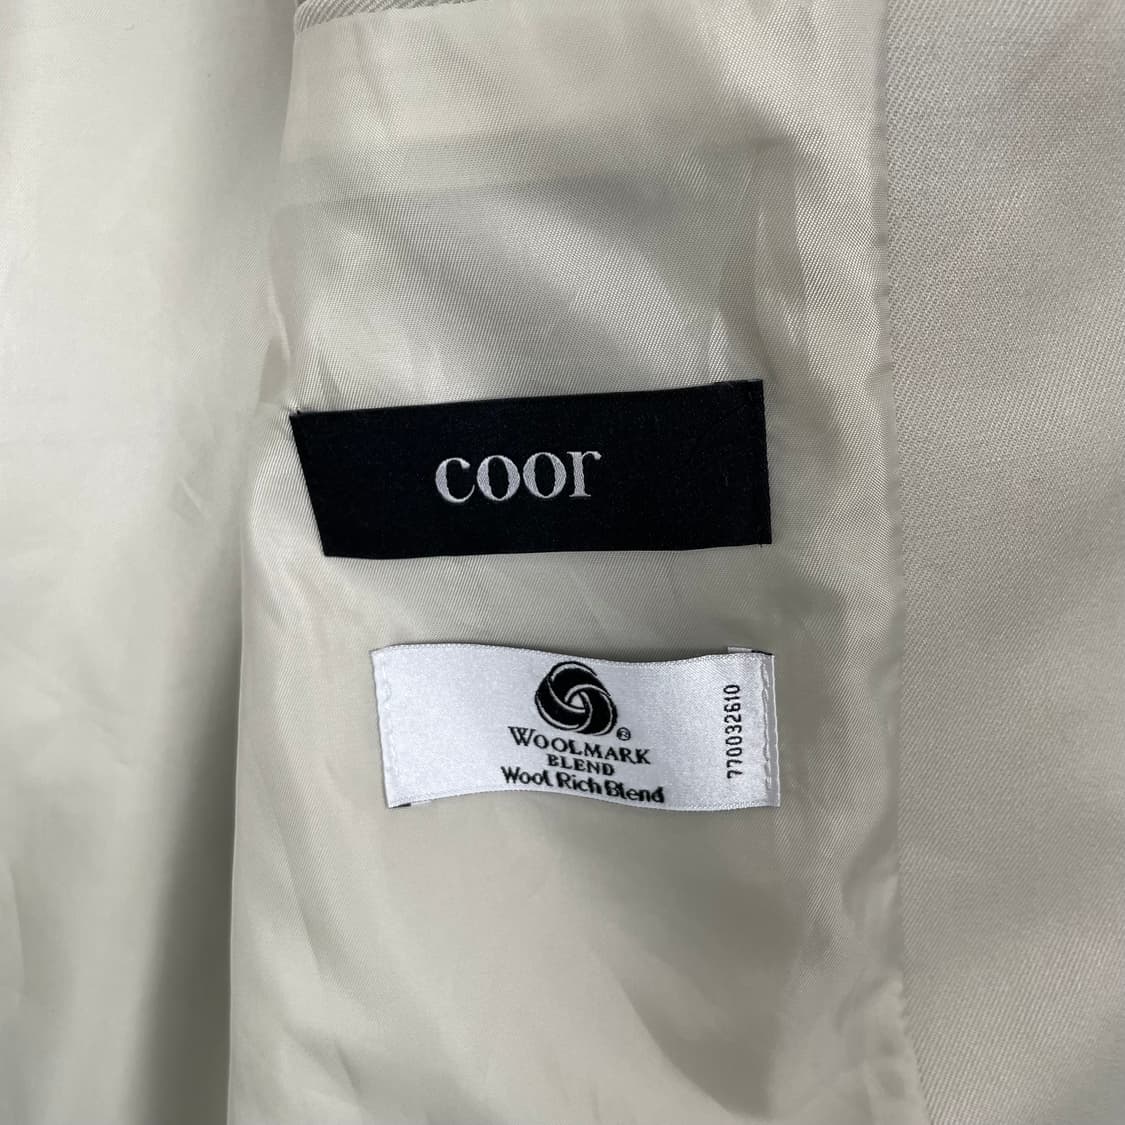 coor
WOOLMARK
BLEND
Wool Rich Blend
770032610